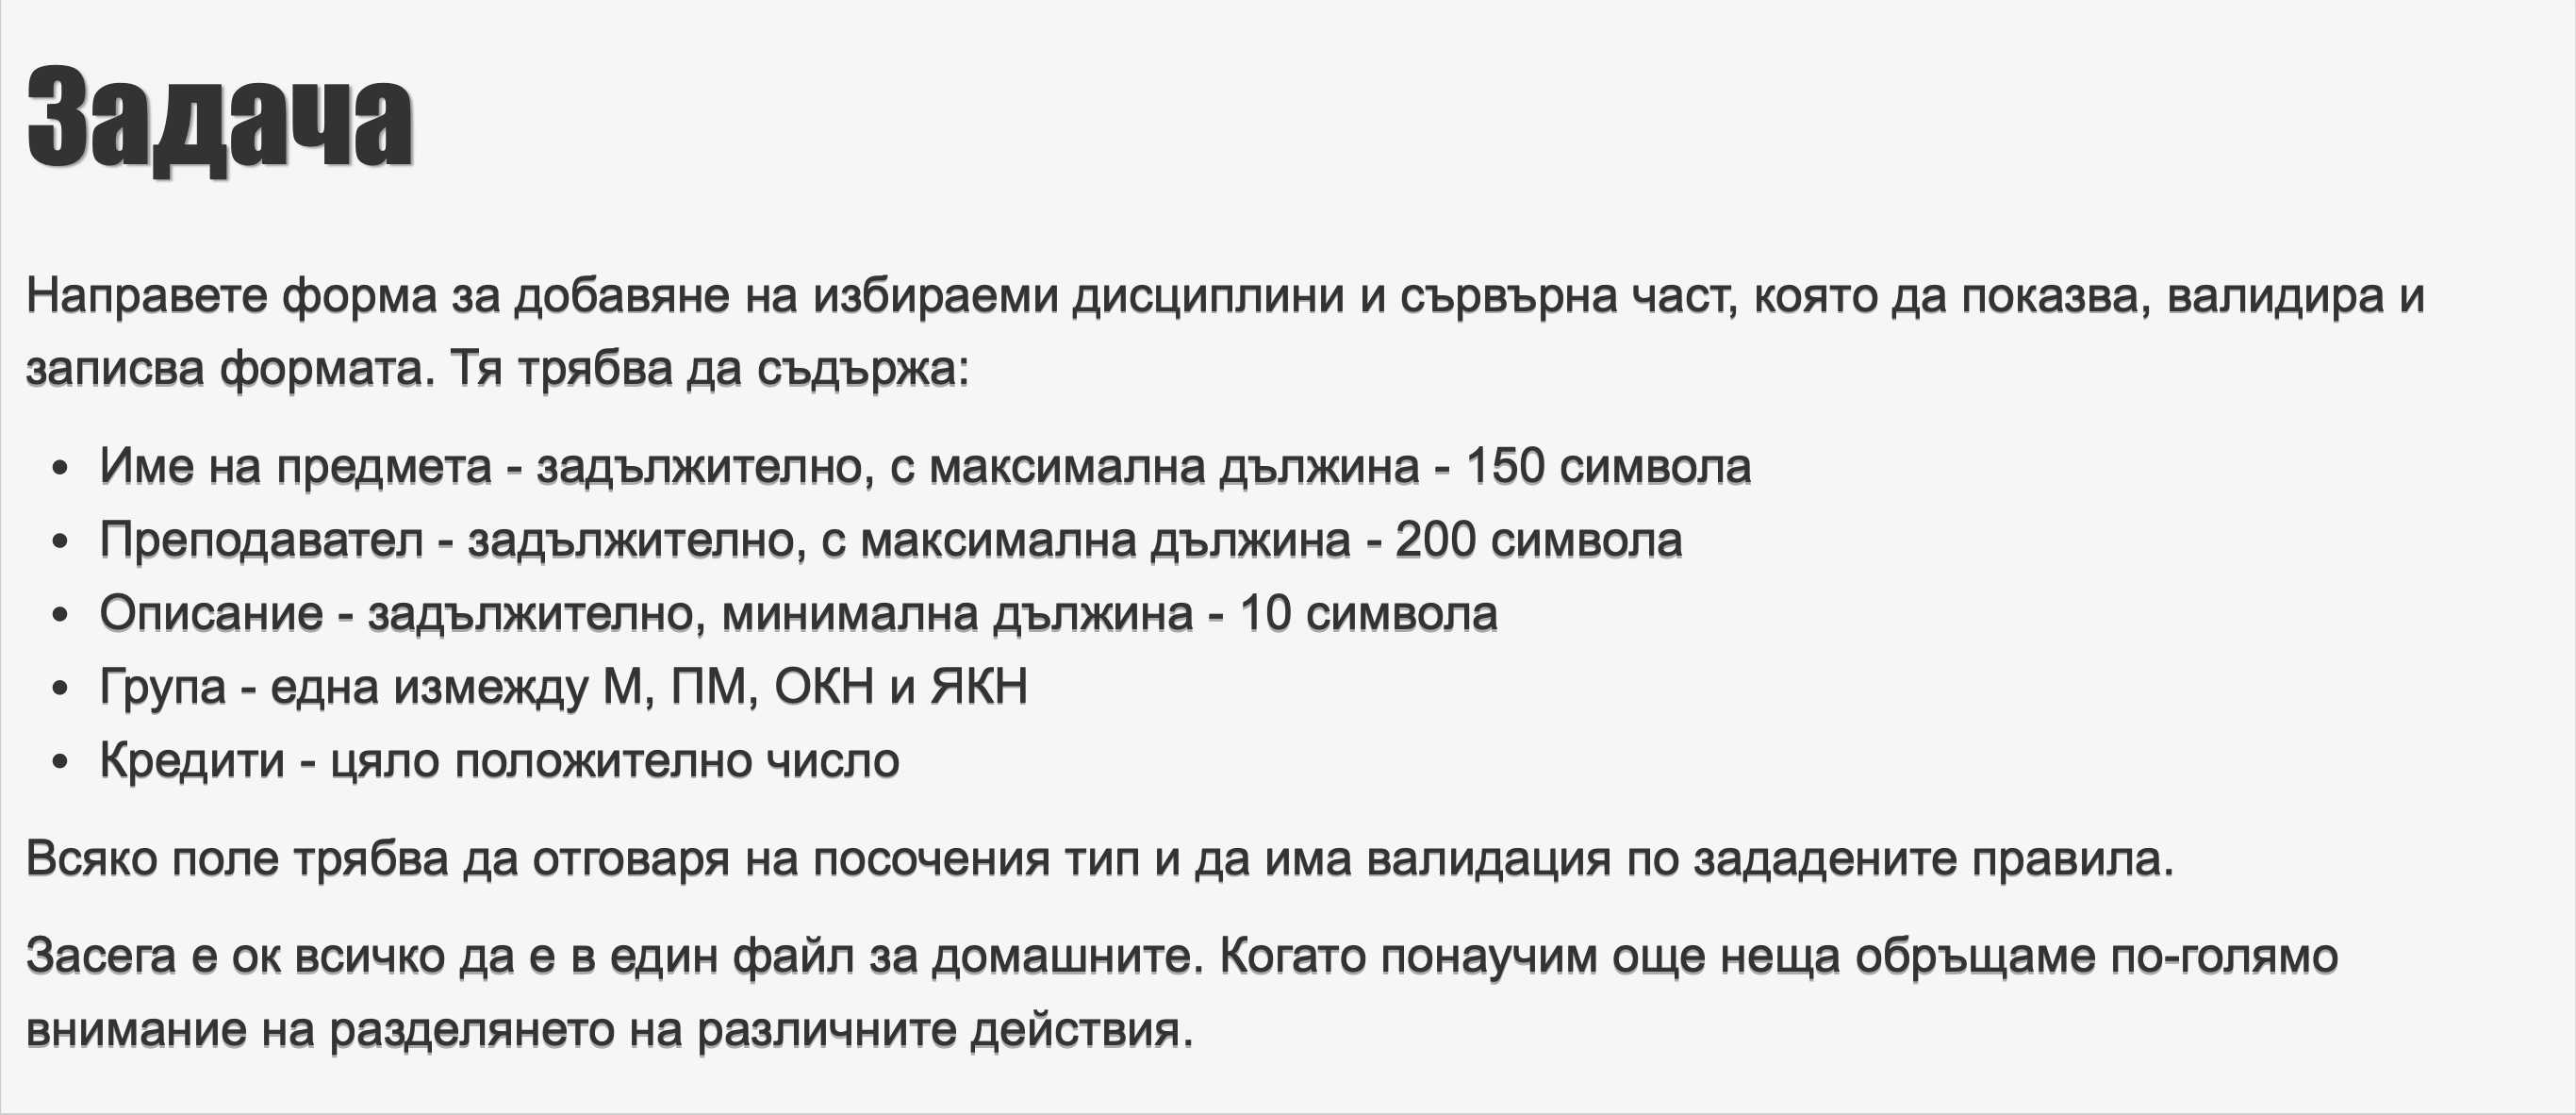 Задача
Направете форма за добавяне на избираеми дисциплини и сървърна част, която да показва, валидира и
записва формата. Тя трябва да съдържа:
• Име на предмета - задължително, с максимална дължина - 150 символа
• Преподавател - задължително, с максимална дължина - 200 символа
• Описание - задължително, минимална дължина - 10 символа
• Група - една измежду М, ПМ, ОКН и ЯКН
• Кредити - цяло положително число
Всяко поле трябва да отговаря на посочения тип и да има валидация по зададените правила.
Засега е ок всичко да е в един файл за домашните. Когато понаучим още неща обръщаме по-голямо
внимание на разделянето на различните действия.